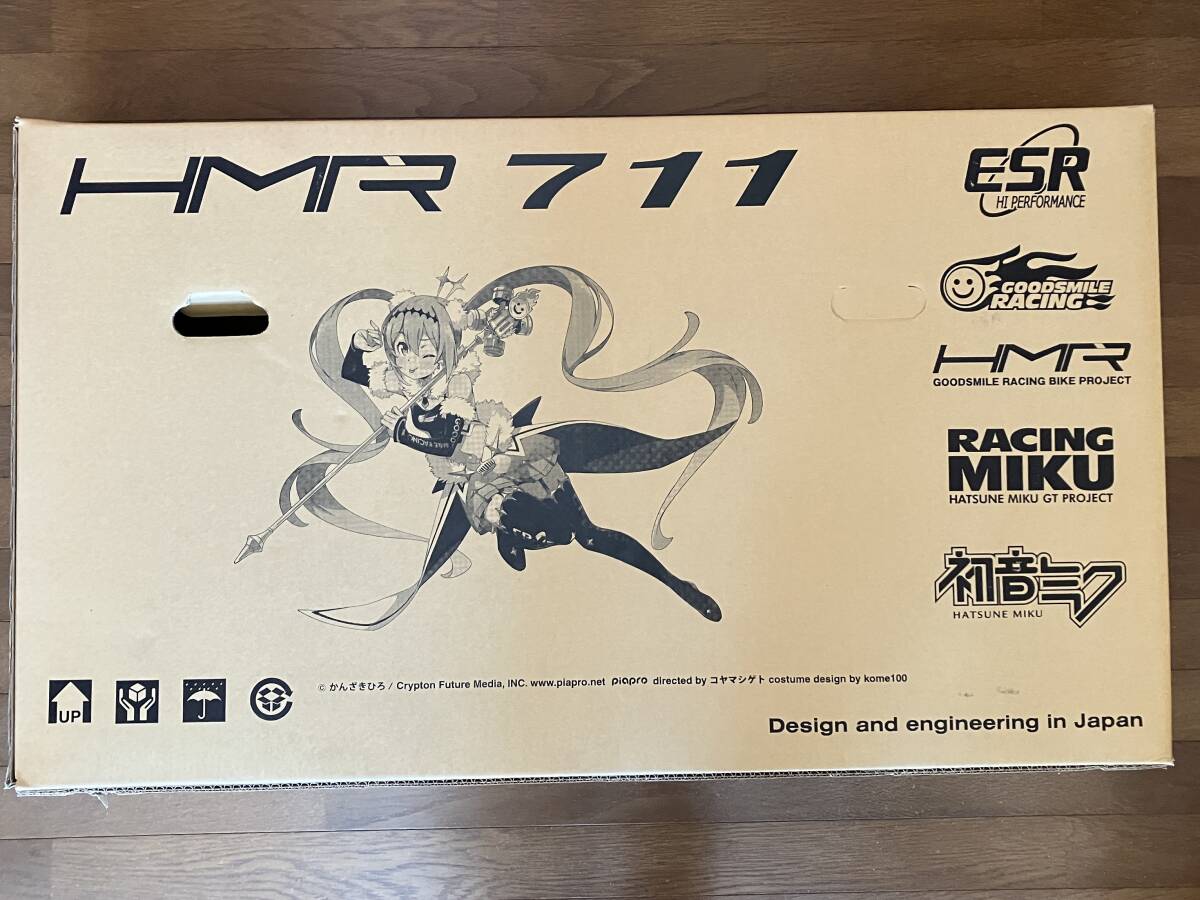 HMR 711
ESR
HI PERFORMANCE
GOODSMILE
RACING
HMR
GOODSMILE RACING BIKE PROJECT
RACING
MIKU
HATSUNE MIKU GT PROJECT
初音ミク
HATSUNE MIKU
UP
© かんざきひろ / Crypton Future Media, INC. www.piapro.net piapro directed by コヤマシゲト costume design by kome100
Design and engineering in Japan